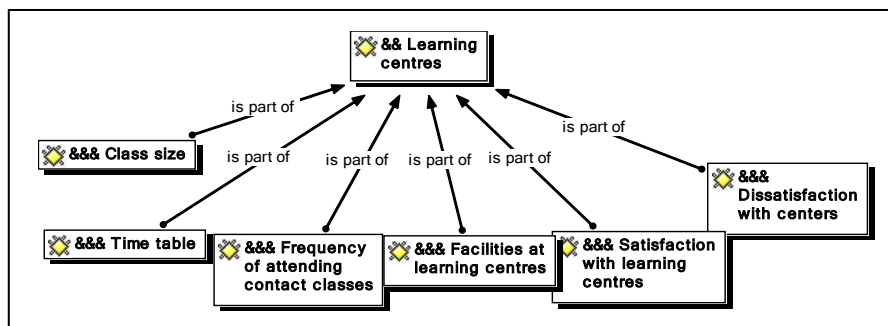 && Learning
centres
is part of
is part of
is part of
is part of
is part of
is part of
&&& Class size
&&&
Dissatisfaction
with centers
&&& Time table
&&& Frequency
of attending
contact classes
&&& Facilities at
learning centres
&&& Satisfaction
with learning
centres